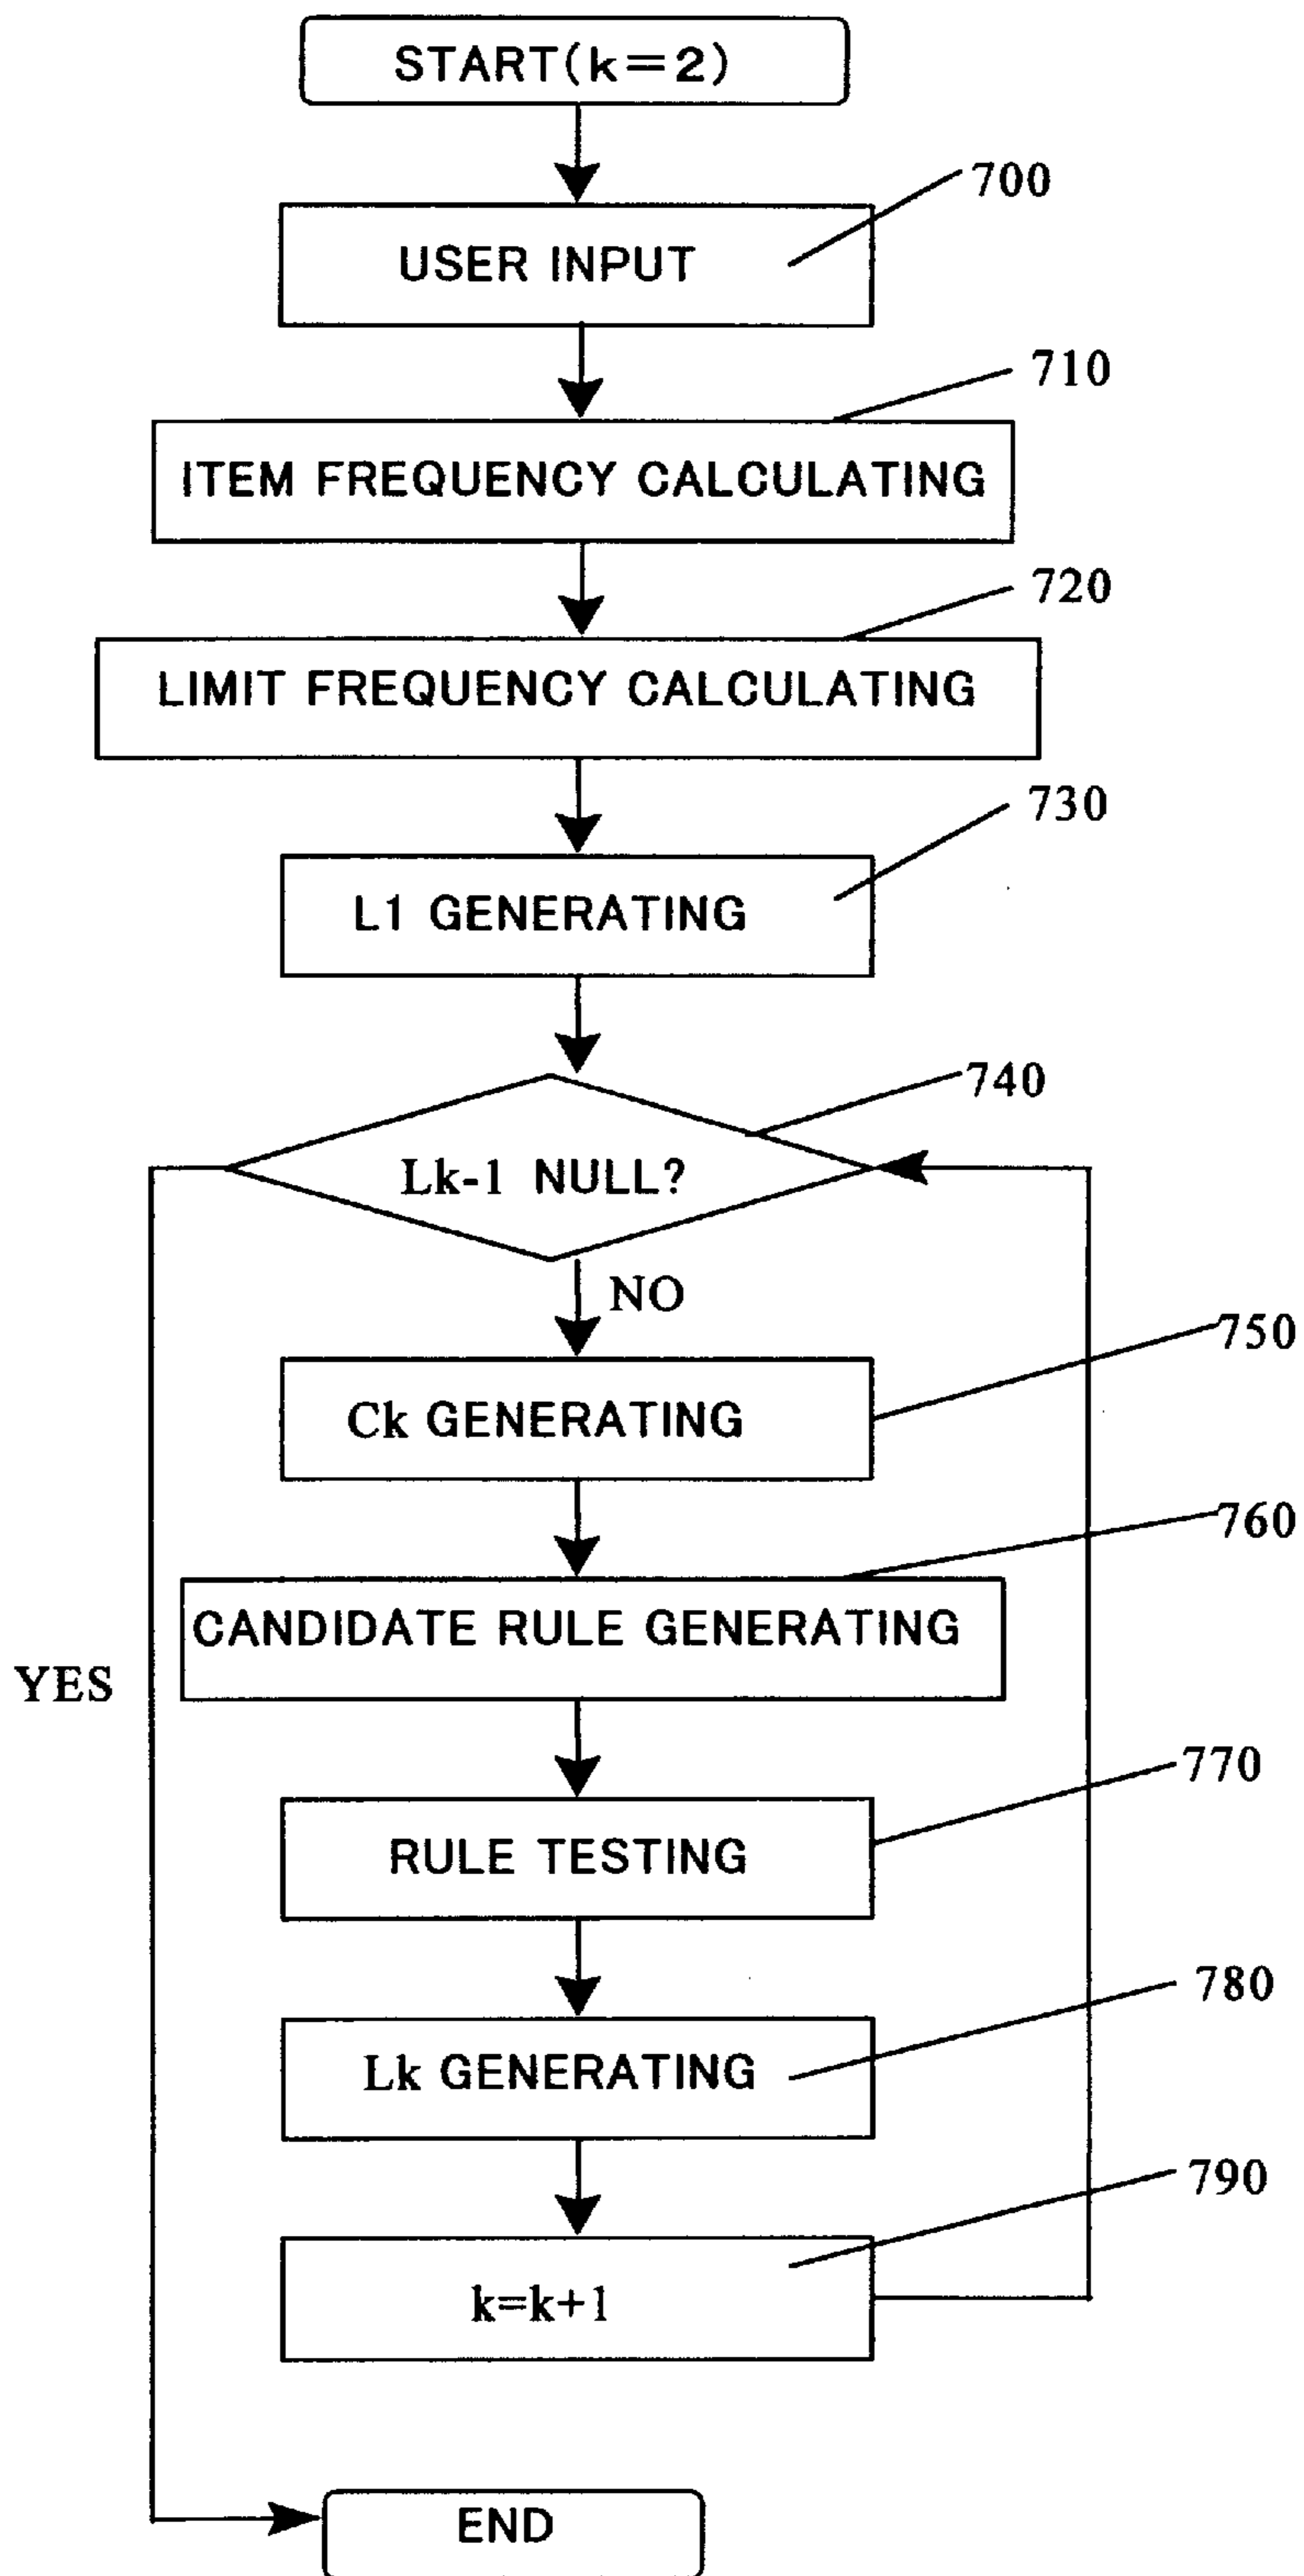 START(k=2)
700
USER INPUT
710
ITEM FREQUENCY CALCULATING
720
LIMIT FREQUENCY CALCULATING
730
L1 GENERATING
740
Lk-1 NULL?
NO
750
Ck GENERATING
760
CANDIDATE RULE GENERATING
YES
770
RULE TESTING
780
Lk GENERATING
790
k=k+1
END